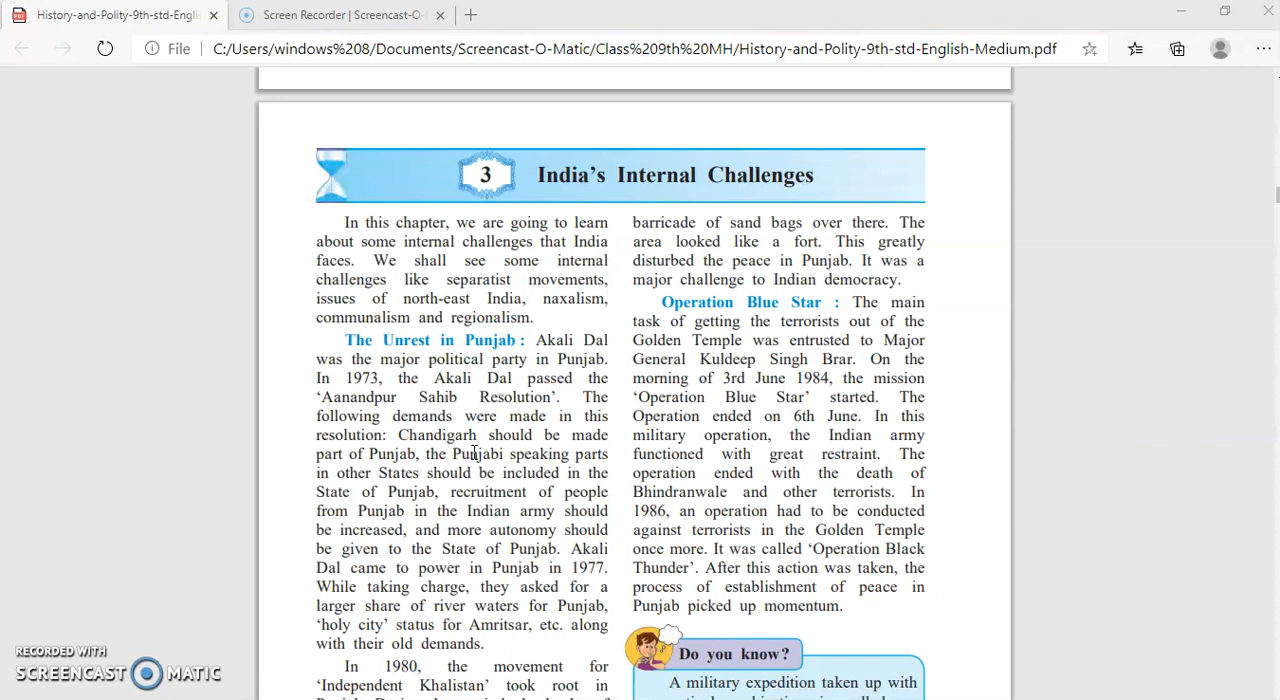 History-and-Polity-9th-std-Engli
Screen Recorder | Screencast-O-
File
C:/Users/windows%208/Documents/Screencast-O-Matic/Class%209th%20MH/History-and-Polity-9th-std-English-Medium.pdf
3 India's Internal Challenges
In this chapter, we are going to learn
about some internal challenges that India
faces. We shall see some internal
challenges like separatist movements,
issues of north-east India, naxalism,
communalism and regionalism.
The Unrest in Punjab : Akali Dal
was the major political party in Punjab.
In 1973, the Akali Dal passed the
'Aanandpur Sahib Resolution'. The
following demands were made in this
resolution: Chandigarh should be made
part of Punjab, the Punjabi speaking parts
in other States should be included in the
State of Punjab, recruitment of people
from Punjab in the Indian army should
be increased, and more autonomy should
be given to the State of Punjab. Akali
Dal came to power in Punjab in 1977.
While taking charge, they asked for a
larger share of river waters for Punjab,
'holy city' status for Amritsar, etc. along
with their old demands.
In 1980, the movement for
'Independent Khalistan' took root in
barricade of sand bags over there. The
area looked like a fort. This greatly
disturbed the peace in Punjab. It was a
major challenge to Indian democracy.
Operation Blue Star : The main
task of getting the terrorists out of the
Golden Temple was entrusted to Major
General Kuldeep Singh Brar. On the
morning of 3rd June 1984, the mission
'Operation Blue Star' started. The
Operation ended on 6th June. In this
military operation, the Indian army
functioned with great restraint. The
operation ended with the death of
Bhindranwale and other terrorists. In
1986, an operation had to be conducted
against terrorists in the Golden Temple
once more. It was called 'Operation Black
Thunder'. After this action was taken, the
process of establishment of peace in
Punjab picked up momentum.
Do you know?
A military expedition taken up with
RECORDED WITH
SCREENCAST MATIC